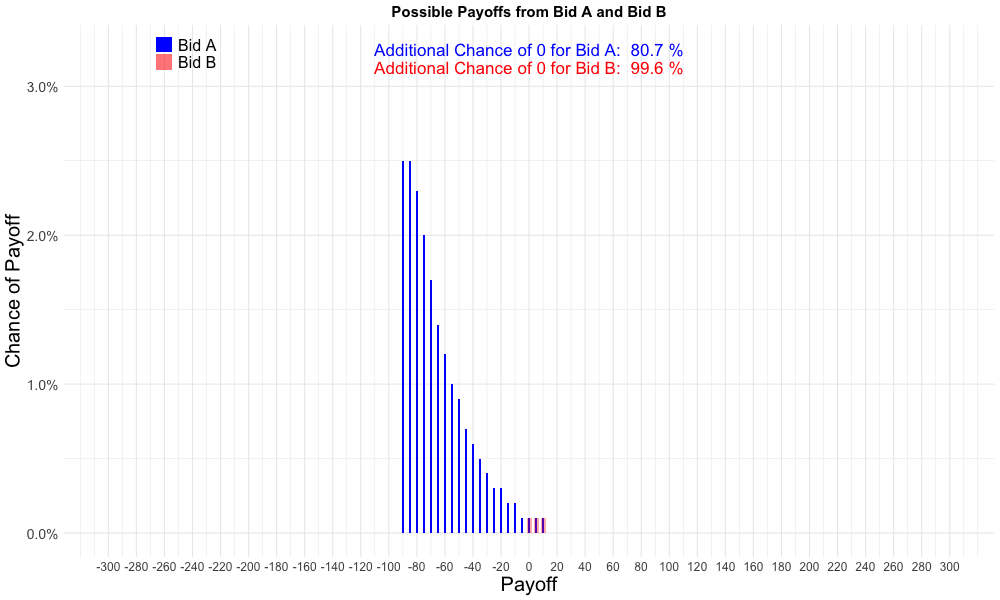 Possible Payoffs from Bid A and Bid B
Bid A
Bid B
Additional Chance of 0 for Bid A: 80.7 %
Additional Chance of 0 for Bid B: 99.6 %
Chance of Payoff
3.0%
2.0%
1.0%
0.0%
-300 -280 -260 -240 -220 -200 -180 -160 -140 -120 -100 -80 -60 -40 -20 0 20 40 60 80 100 120 140 160 180 200 220 240 260 280 300
Payoff